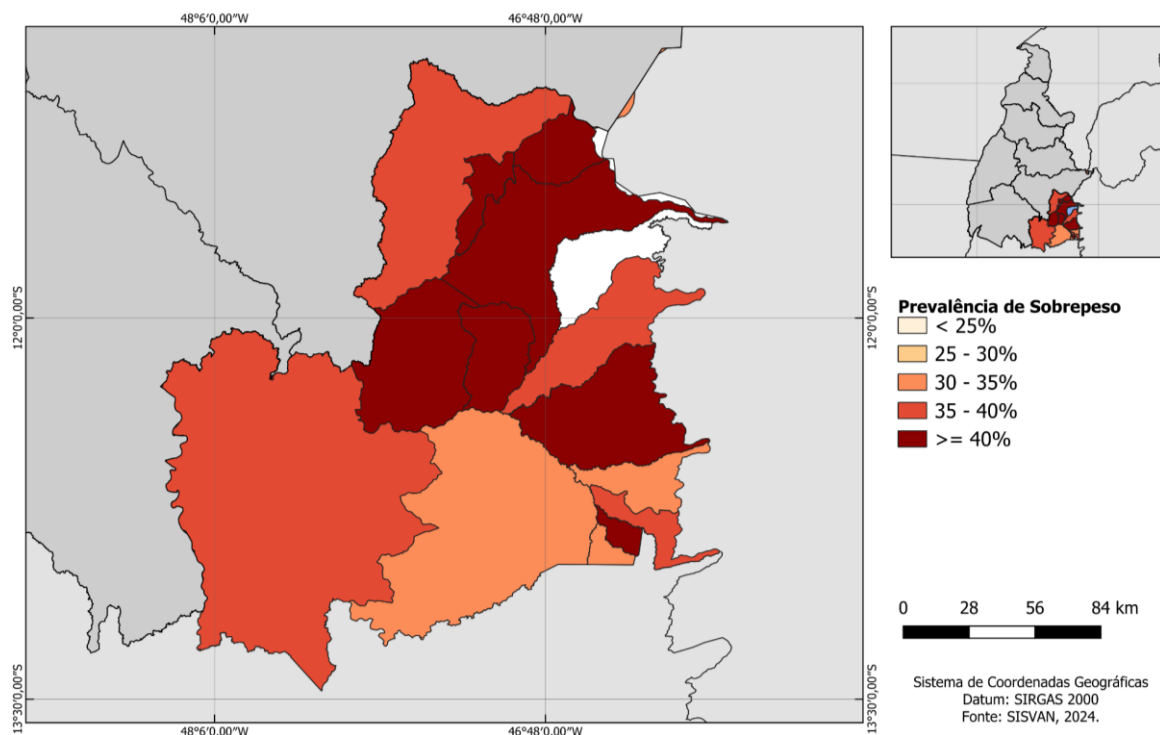 48°6'0,00"W
46°48'0,00"W
12°0'0,00"S
12°0'0,00"S
13°30'0,00"S
13°30'0,00"S
48°6'0,00"W
46°48'0,00"W
Prevalência de Sobrepeso
< 25%
25 - 30%
30 - 35%
35 - 40%
>= 40%
0 28 56 84 km
Sistema de Coordenadas Geográficas
Datum: SIRGAS 2000
Fonte: SISVAN, 2024.